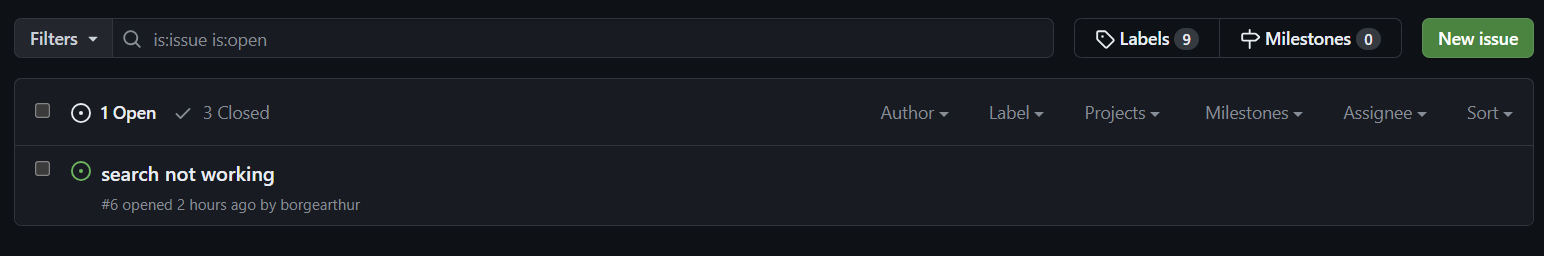 Filters is:issue is:open Labels 9 Milestones 0 New issue
1 Open 3 Closed Author Label Projects Milestones Assignee Sort
search not working
#6 opened 2 hours ago by borgearthur